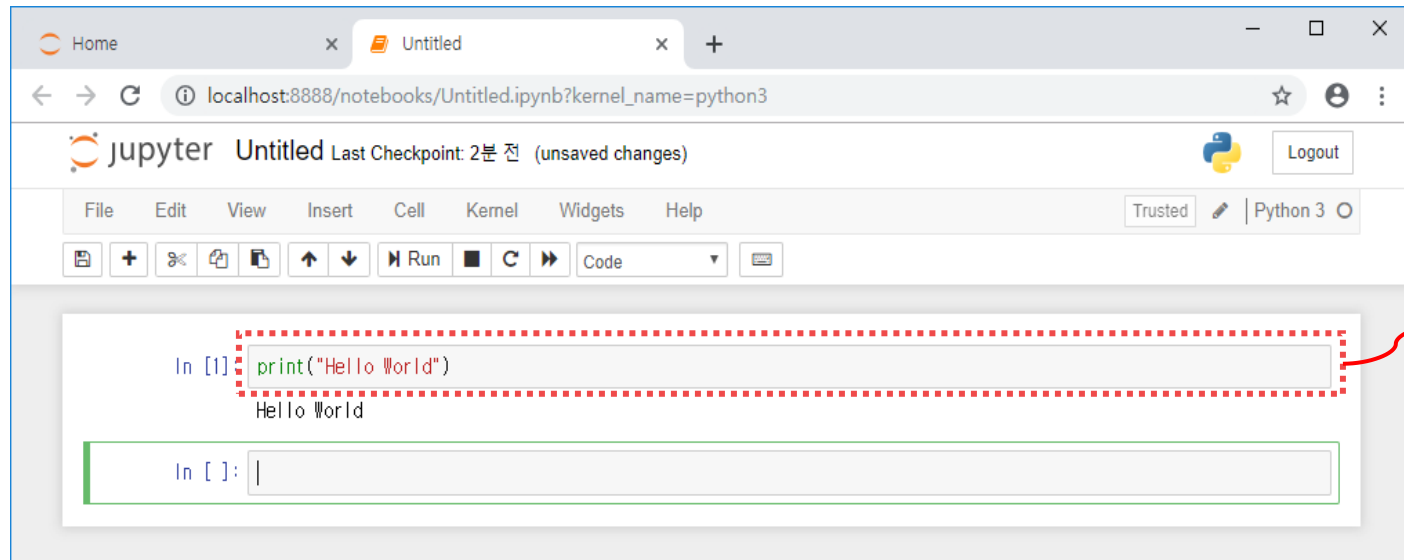 Home Untitled
localhost:8888/notebooks/Untitled.ipynb?kernel_name=python3
jupyter Untitled Last Checkpoint: 2분 전 (unsaved changes) Logout
File Edit View Insert Cell Kernel Widgets Help Trusted Python 3
Run Code
In [1]: print("Hello World")
Hello World
In [ ]: